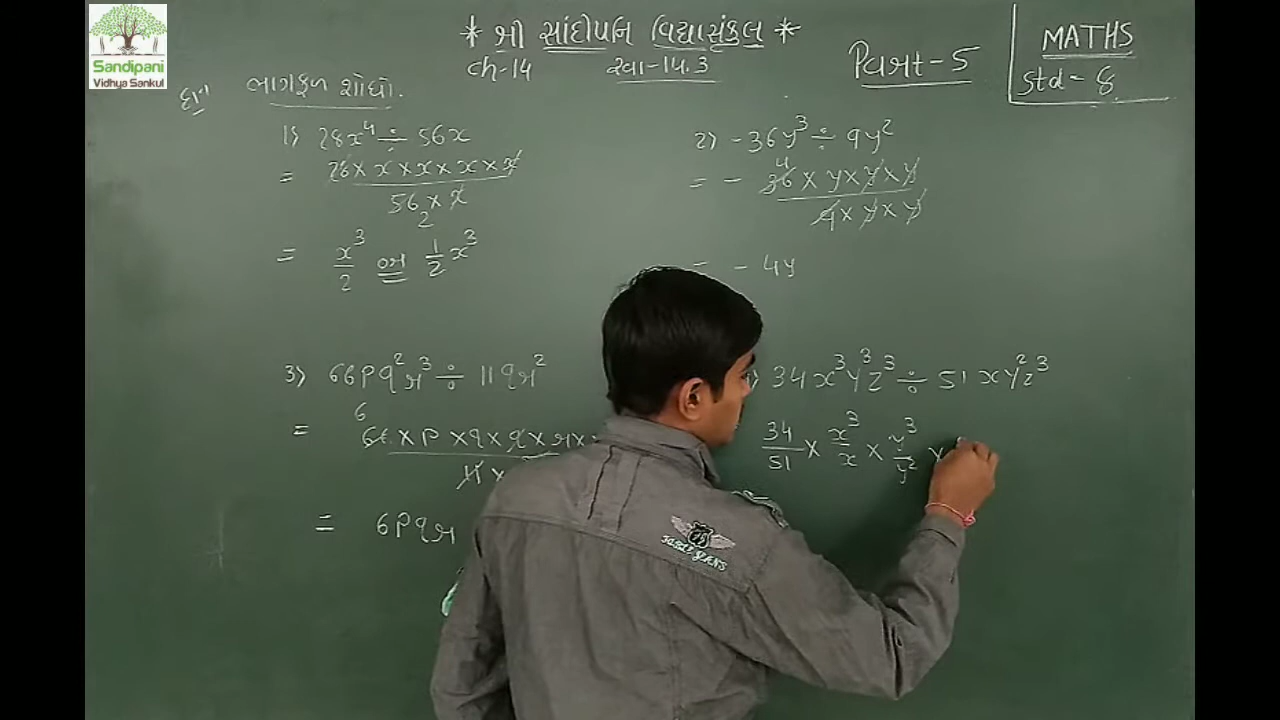 Sandipani
Vidhya Sankul
* શ્રી સાંદીપનિ વિદ્યાસંકુલ *
ch-14 સ્વા-14.3
વિભાગ-5
MATHS
Std - 8
ભાગફળ શોધો.
1) 28x⁴ ÷ 56x
= 28 × x × x × x × x / 56 × x
2
= x³/2 અથવા 1/2 x³
2) -36y³ ÷ 9y²
= - 36 × y × y × y / 9 × y × y
4
= - 4y
3) 66pq²r³ ÷ 11qr²
6
= 66 × p × q × q × r ×
11 ×
= 6pqr
) 34x³y³z³ ÷ 51xy²z³
34/51 × x³/x × y³/y² ×